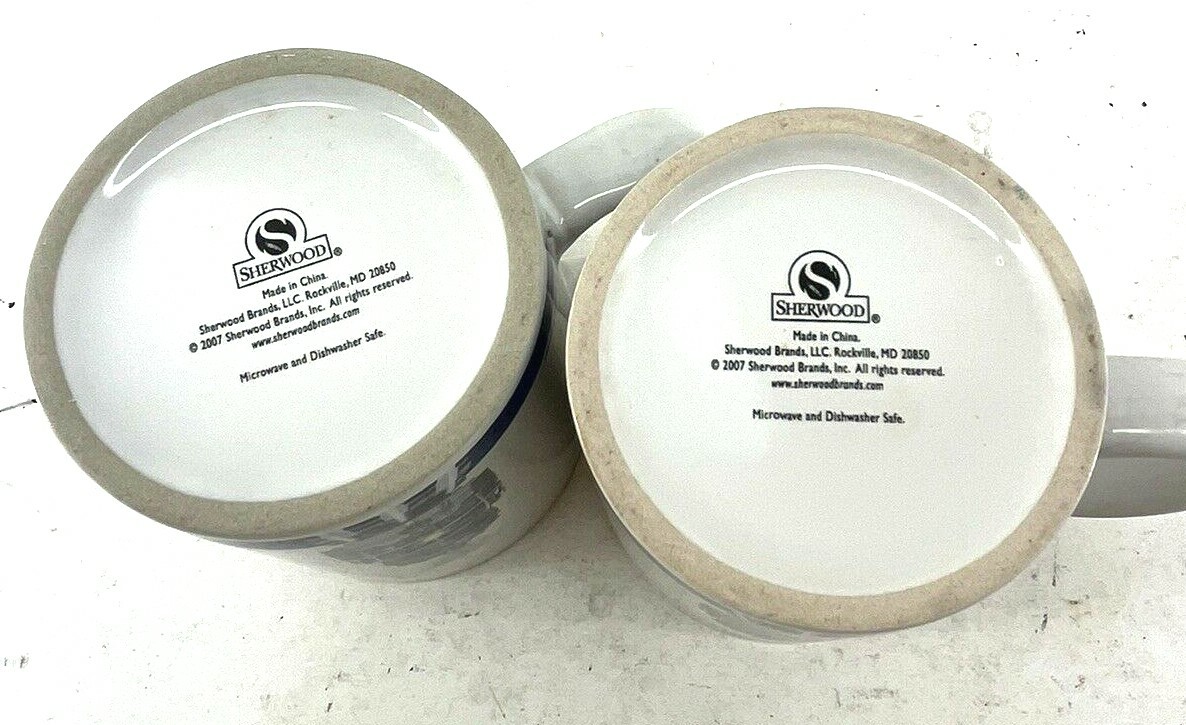 S
SHERWOOD®
Made in China.
Sherwood Brands, LLC. Rockville, MD 20850
© 2007 Sherwood Brands, Inc. All rights reserved.
www.sherwoodbrands.com
Microwave and Dishwasher Safe.
S
SHERWOOD®
Made in China.
Sherwood Brands, LLC. Rockville, MD 20850
© 2007 Sherwood Brands, Inc. All rights reserved.
www.sherwoodbrands.com
Microwave and Dishwasher Safe.